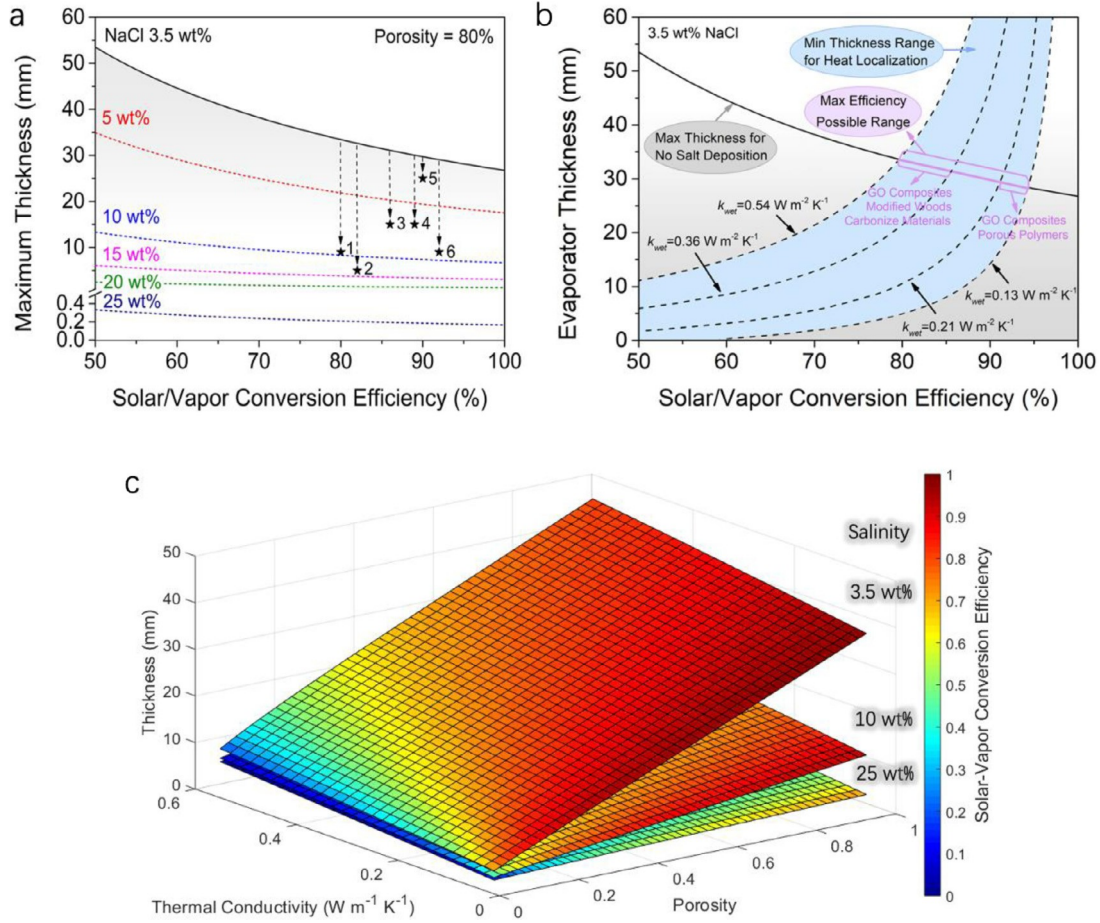 a
NaCl 3.5 wt%
Porosity = 80%
5 wt%
10 wt%
15 wt%
20 wt%
25 wt%
1
2
3
4
5
6
60
50
40
30
20
10
0.4
0.2
0.0
50
60
70
80
90
100
Maximum Thickness (mm)
Solar/Vapor Conversion Efficiency (%)
b
3.5 wt% NaCl
Min Thickness Range
for Heat Localization
Max Efficiency
Possible Range
Max Thickness for
No Salt Deposition
GO Composites
Modified Woods
Carbonize Materials
GO Composites
Porous Polymers
kwet=0.54 W m⁻² K⁻¹
kwet=0.36 W m⁻² K⁻¹
kwet=0.13 W m⁻² K⁻¹
kwet=0.21 W m⁻² K⁻¹
60
50
40
30
20
10
0
50
60
70
80
90
100
Evaporator Thickness (mm)
Solar/Vapor Conversion Efficiency (%)
c
Salinity
3.5 wt%
10 wt%
25 wt%
50
40
30
20
10
0
Thickness (mm)
0.6
0.4
0.2
0
Thermal Conductivity (W m⁻¹ K⁻¹)
0
0.2
0.4
0.6
0.8
1
Porosity
1
0.9
0.8
0.7
0.6
0.5
0.4
0.3
0.2
0.1
0
Solar-Vapor Conversion Efficiency